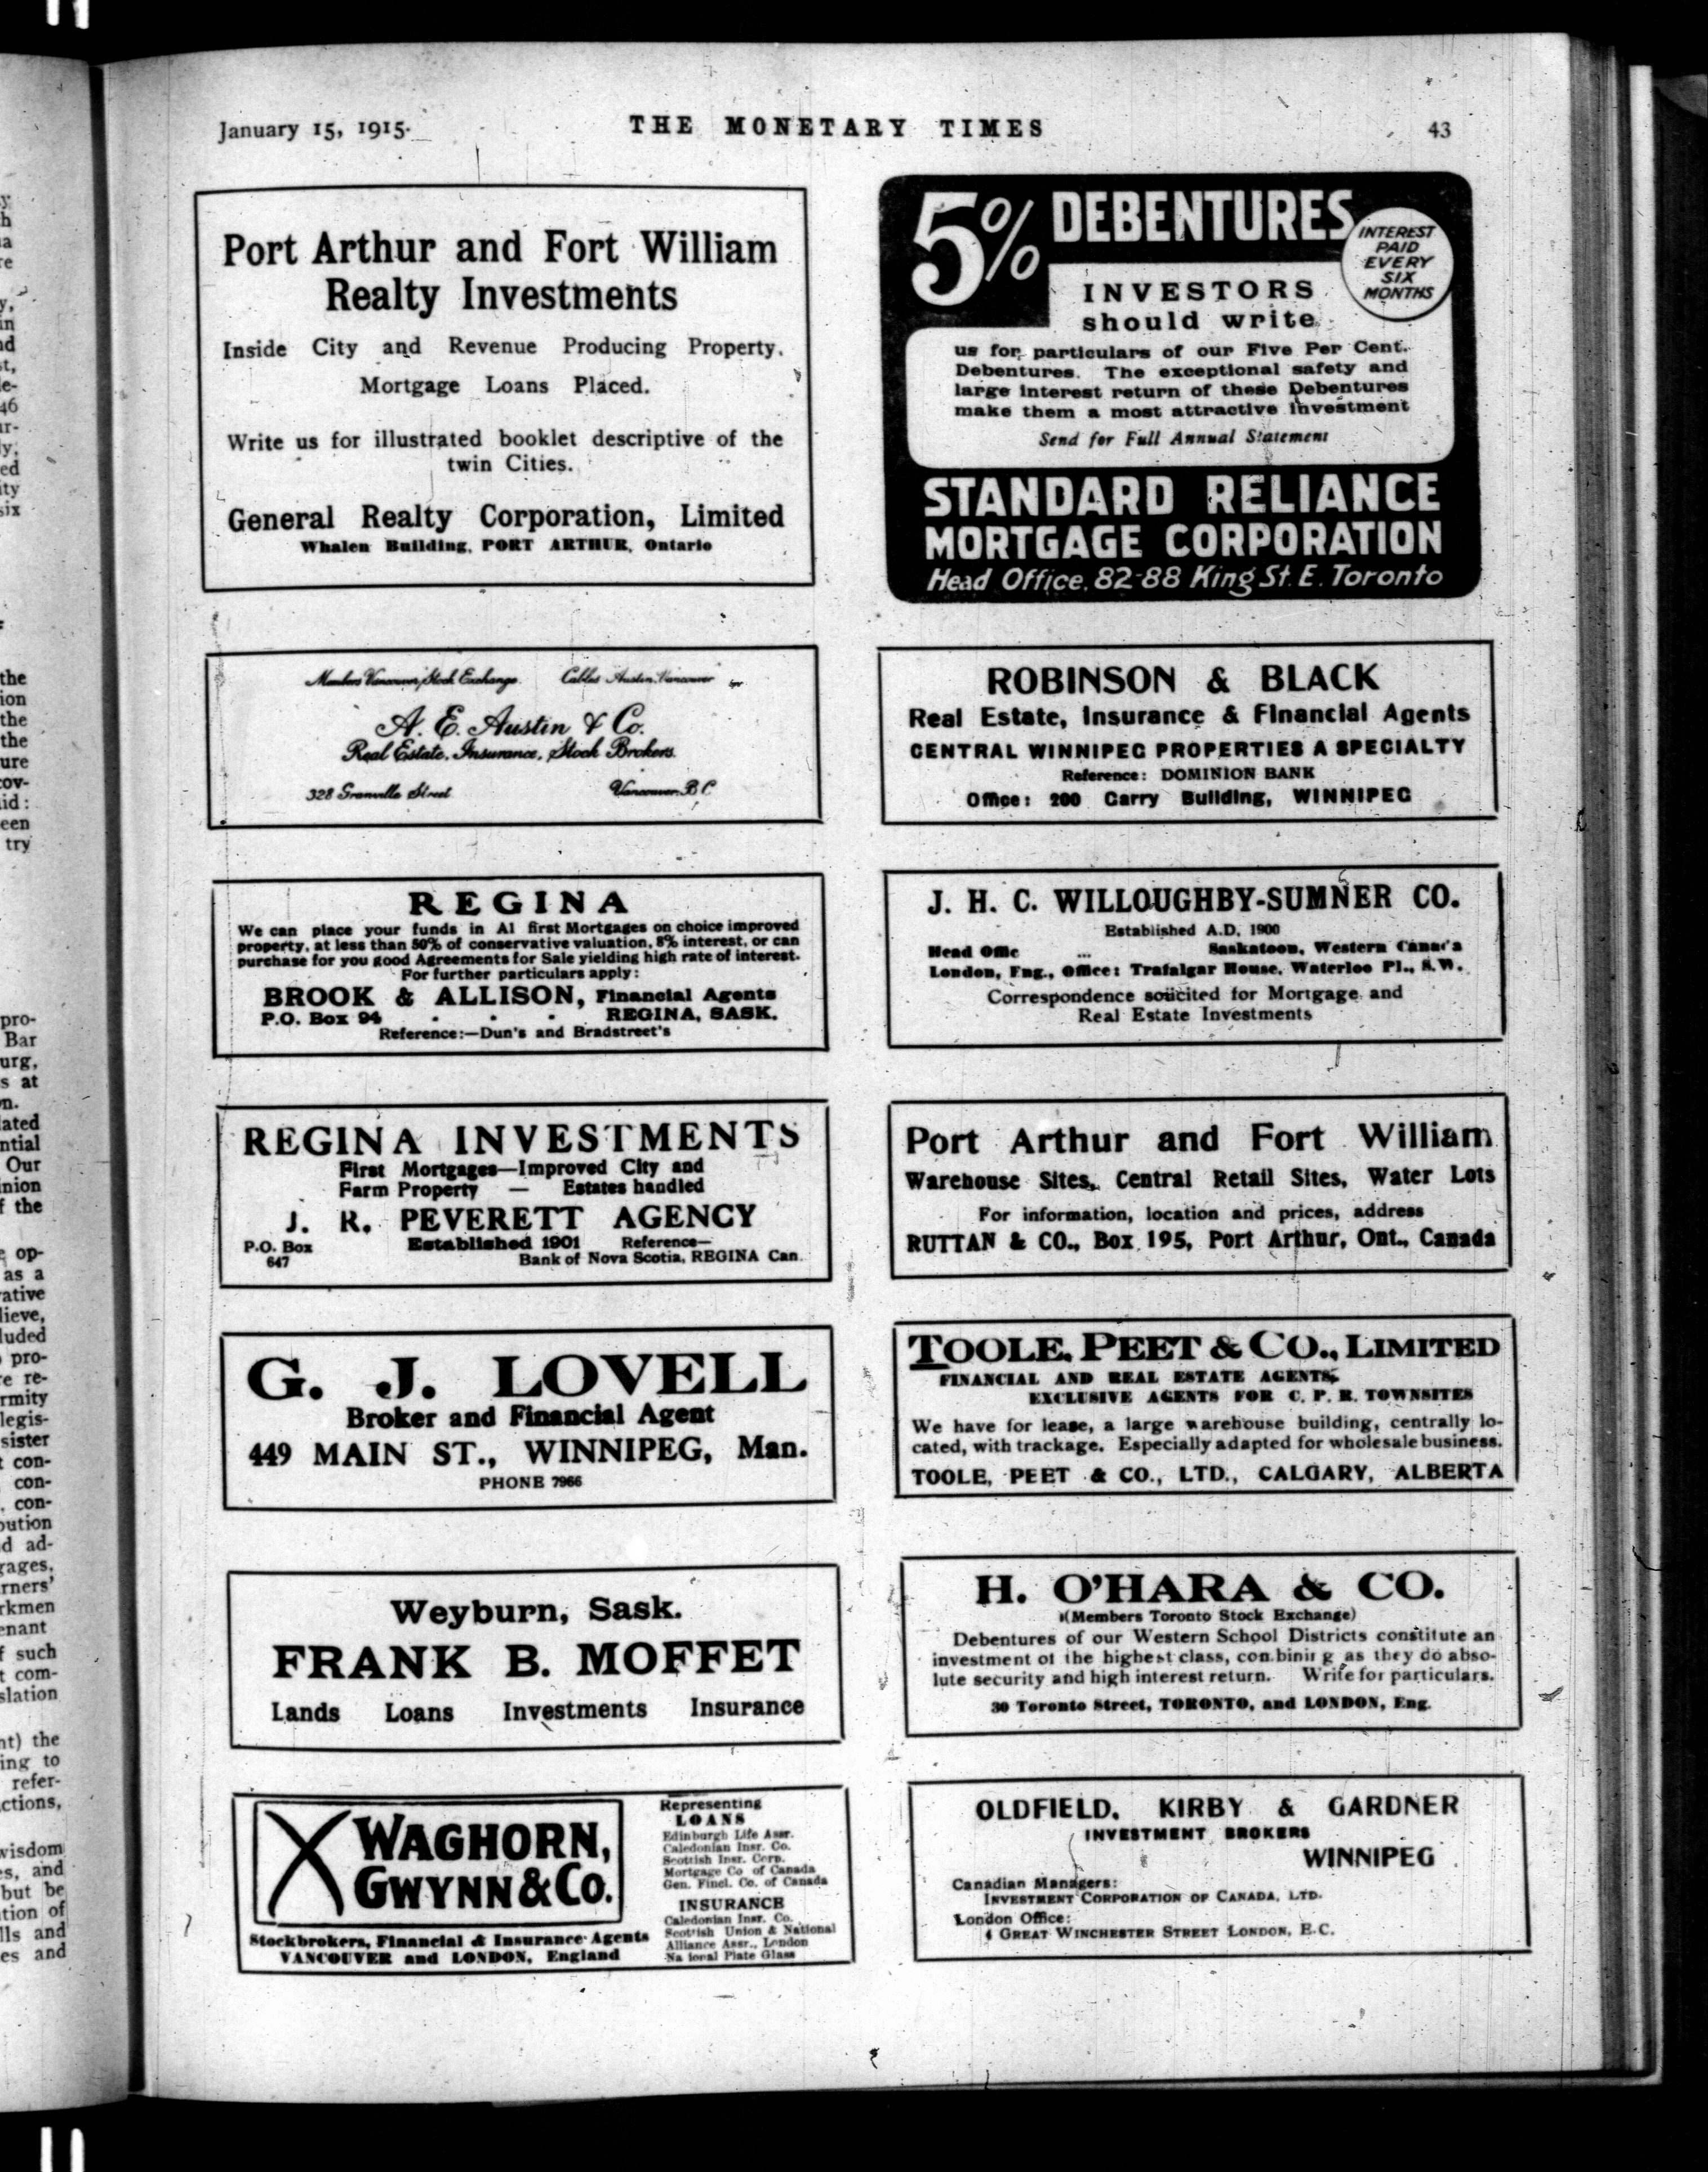 January 15, 1915.
THE MONETARY TIMES
43
Port Arthur and Fort William
Realty Investments
Inside City and Revenue Producing Property.
Mortgage Loans Placed.
Write us for illustrated booklet descriptive of the
twin Cities.
General Realty Corporation, Limited
Whalen Building, PORT ARTHUR, Ontario
5% DEBENTURES
INTEREST
PAID
EVERY
SIX
MONTHS
INVESTORS
should write
us for particulars of our Five Per Cent.
Debentures. The exceptional safety and
large interest return of these Debentures
make them a most attractive investment
Send for Full Annual Statement
STANDARD RELIANCE
MORTGAGE CORPORATION
Head Office, 82-88 King St. E. Toronto
Members Vancouver Stock Exchange Cables Austin, Vancouver
A. E. Austin & Co.
Real Estate, Insurance, Stock Brokers.
328 Granville Street Vancouver, B.C.
ROBINSON & BLACK
Real Estate, Insurance & Financial Agents
CENTRAL WINNIPEG PROPERTIES A SPECIALTY
Reference: DOMINION BANK
Office: 200 Garry Building, WINNIPEG
REGINA
We can place your funds in A1 first Mortgages on choice improved
property, at less than 50% of conservative valuation, 8% interest, or can
purchase for you good Agreements for Sale yielding high rate of interest.
For further particulars apply:
BROOK & ALLISON, Financial Agents
P.O. Box 94 . . . REGINA, SASK.
Reference:—Dun's and Bradstreet's
J. H. C. WILLOUGHBY-SUMNER CO.
Established A.D. 1900
Head Offic ... Saskatoon, Western Canada
London, Eng., Office: Trafalgar House, Waterloo Pl., S.W.
Correspondence solicited for Mortgage and
Real Estate Investments
REGINA INVESTMENTS
First Mortgages—Improved City and
Farm Property — Estates handled
J. R. PEVERETT AGENCY
P.O. Box Established 1901 Reference—
647 Bank of Nova Scotia, REGINA Can.
Port Arthur and Fort William
Warehouse Sites, Central Retail Sites, Water Lots
For information, location and prices, address
RUTTAN & CO., Box 195, Port Arthur, Ont., Canada
G. J. LOVELL
Broker and Financial Agent
449 MAIN ST., WINNIPEG, Man.
PHONE 7966
TOOLE, PEET & CO., LIMITED
FINANCIAL AND REAL ESTATE AGENTS,
EXCLUSIVE AGENTS FOR C. P. R. TOWNSITES
We have for lease, a large warehouse building, centrally lo-
cated, with trackage. Especially adapted for wholesale business.
TOOLE, PEET & CO., LTD., CALGARY, ALBERTA
Weyburn, Sask.
FRANK B. MOFFET
Lands Loans Investments Insurance
H. O'HARA & CO.
(Members Toronto Stock Exchange)
Debentures of our Western School Districts constitute an
investment of the highest class, combining as they do abso-
lute security and high interest return. Write for particulars.
30 Toronto Street, TORONTO, and LONDON, Eng.
WAGHORN,
GWYNN & CO.
Stockbrokers, Financial & Insurance Agents
VANCOUVER and LONDON, England
Representing
LOANS
Edinburgh Life Assr.
Caledonian Insr. Co.
Scottish Insr. Corp.
Mortgage Co of Canada
Gen. Fincl. Co. of Canada
INSURANCE
Caledonian Insr. Co.
Scottish Union & National
Alliance Assr., London
National Plate Glass
OLDFIELD, KIRBY & GARDNER
INVESTMENT BROKERS
WINNIPEG
Canadian Managers:
INVESTMENT CORPORATION OF CANADA, LTD.
London Office:
4 GREAT WINCHESTER STREET LONDON, E.C.